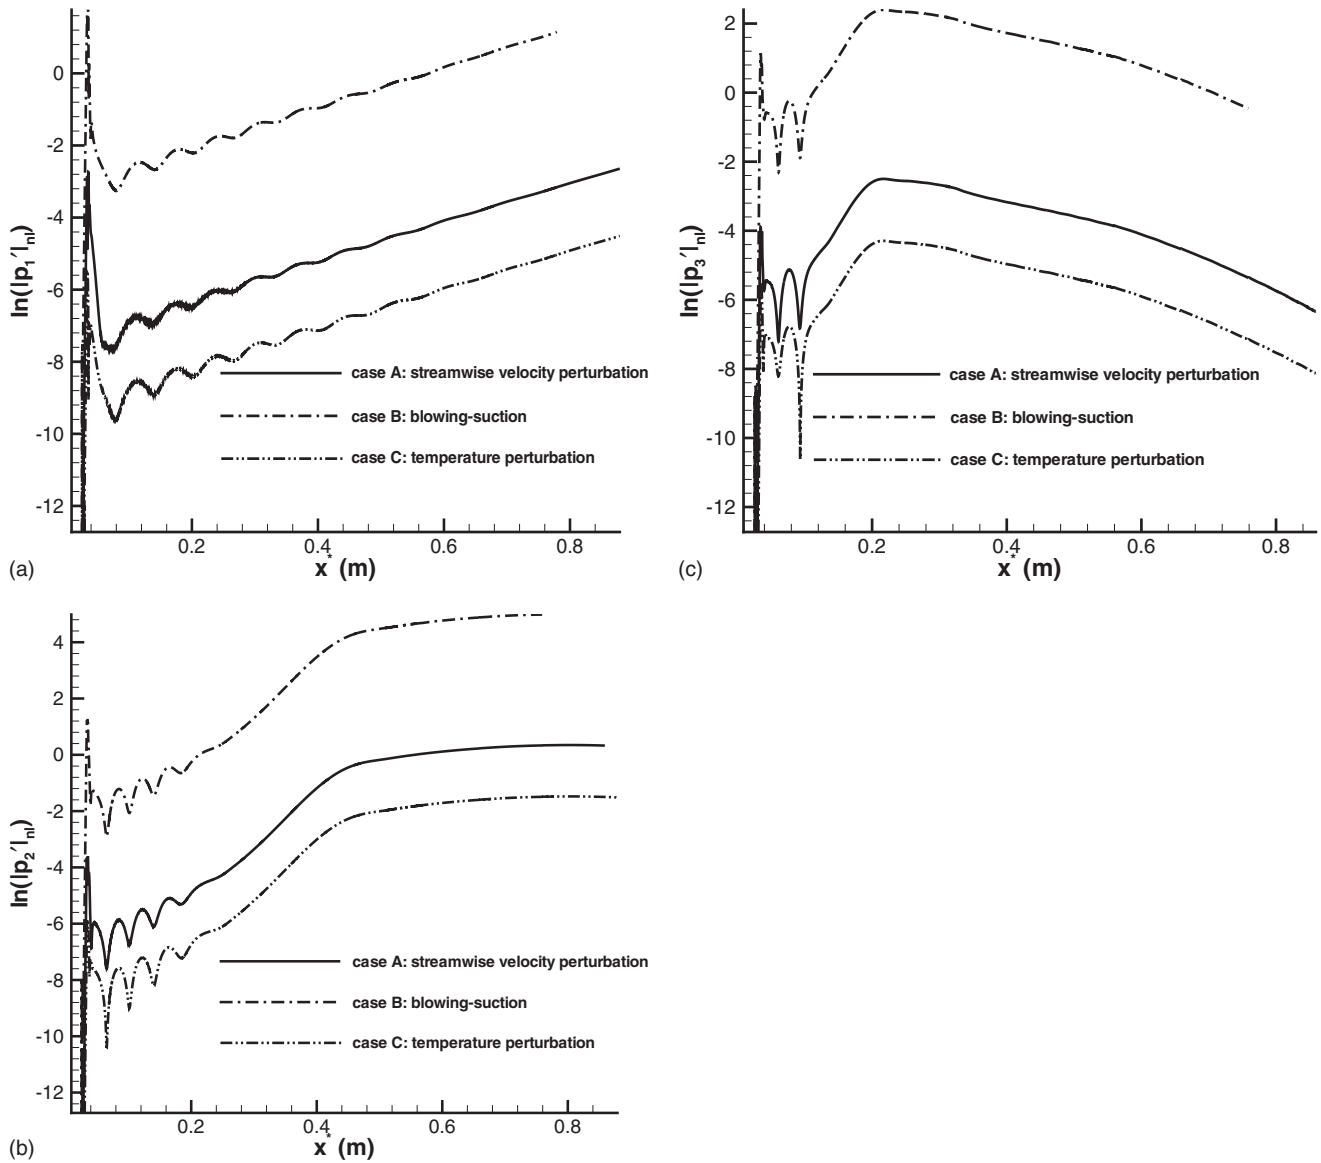 0
-2
-4
-6
-8
-10
-12
ln(|p1′|nl)
0.2 0.4 0.6 0.8
x* (m)
case A: streamwise velocity perturbation
case B: blowing-suction
case C: temperature perturbation
(a)
2
0
-2
-4
-6
-8
-10
-12
ln(|p3′|nl)
0.2 0.4 0.6 0.8
x* (m)
case A: streamwise velocity perturbation
case B: blowing-suction
case C: temperature perturbation
(c)
4
2
0
-2
-4
-6
-8
-10
-12
ln(|p2′|nl)
0.2 0.4 0.6 0.8
x* (m)
case A: streamwise velocity perturbation
case B: blowing-suction
case C: temperature perturbation
(b)